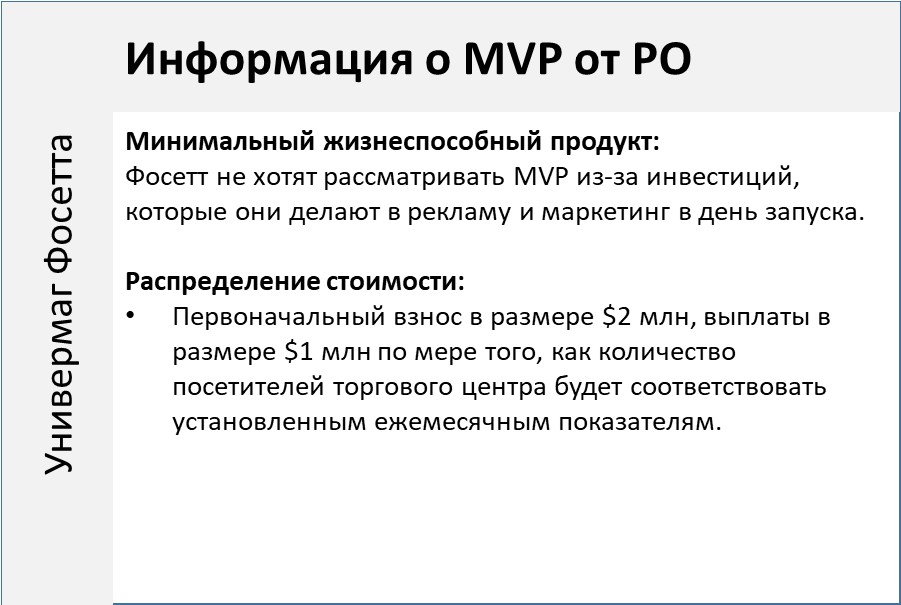 Информация о MVP от PO
Универмаг Фосетта
Минимальный жизнеспособный продукт:
Фосетт не хотят рассматривать MVP из-за инвестиций,
которые они делают в рекламу и маркетинг в день запуска.
Распределение стоимости:
• Первоначальный взнос в размере $2 млн, выплаты в
размере $1 млн по мере того, как количество
посетителей торгового центра будет соответствовать
установленным ежемесячным показателям.